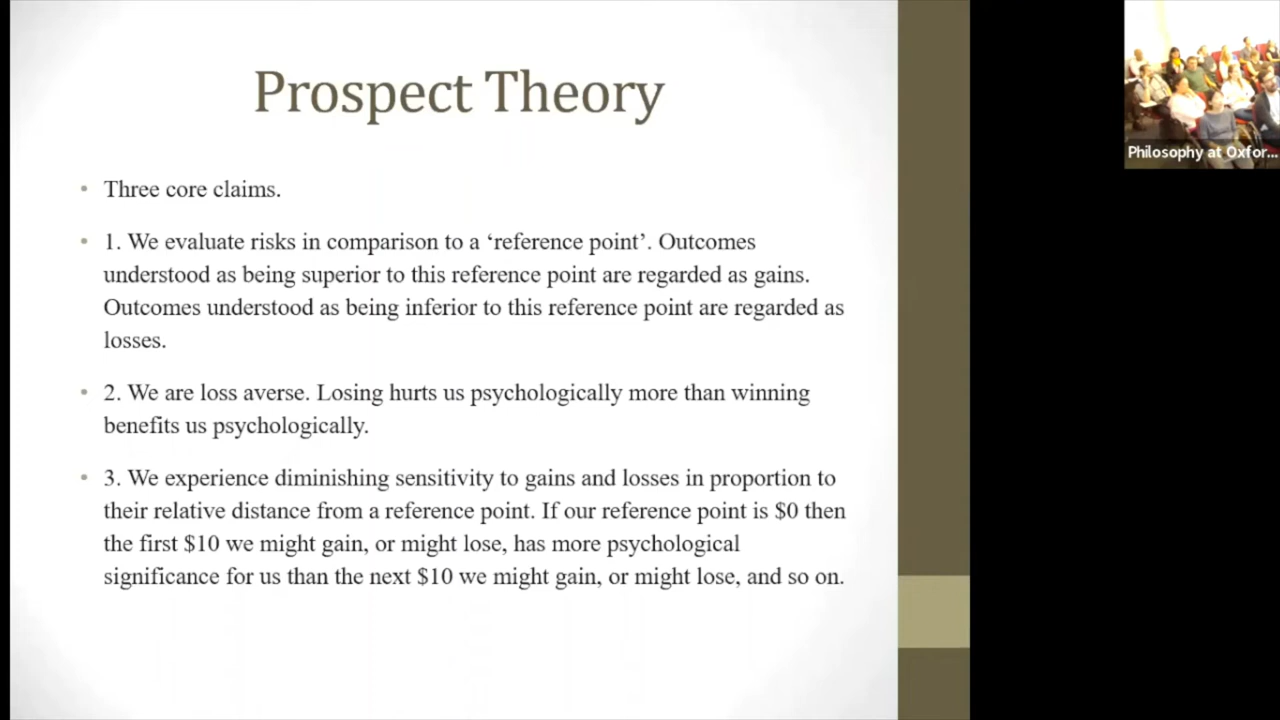 Prospect Theory
• Three core claims.
• 1. We evaluate risks in comparison to a ‘reference point’. Outcomes
understood as being superior to this reference point are regarded as gains.
Outcomes understood as being inferior to this reference point are regarded as
losses.
• 2. We are loss averse. Losing hurts us psychologically more than winning
benefits us psychologically.
• 3. We experience diminishing sensitivity to gains and losses in proportion to
their relative distance from a reference point. If our reference point is $0 then
the first $10 we might gain, or might lose, has more psychological
significance for us than the next $10 we might gain, or might lose, and so on.
Philosophy at Oxfor...